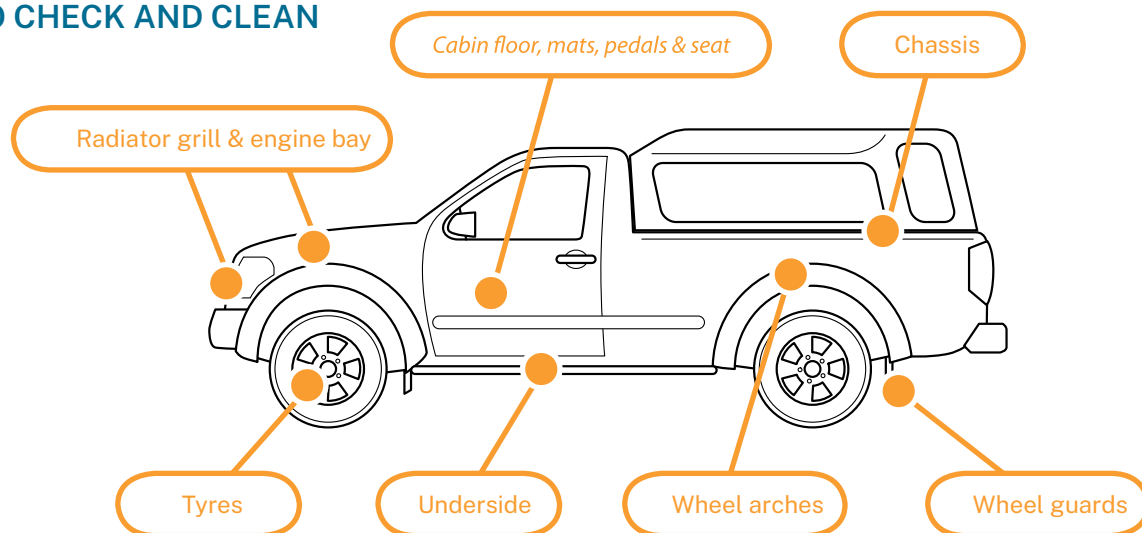 CHECK AND CLEAN
Cabin floor, mats, pedals & seat
Chassis
Radiator grill & engine bay
Tyres
Underside
Wheel arches
Wheel guards